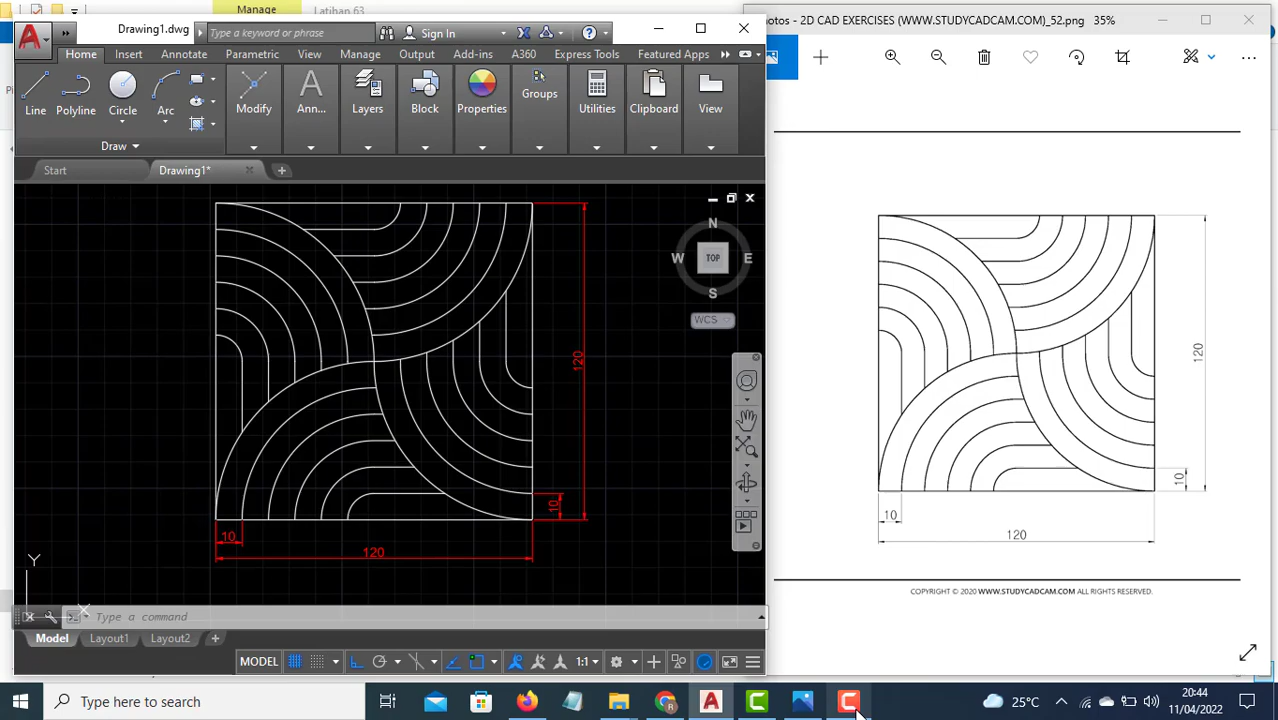 Manage
Latihan 63
Drawing1.dwg
Type a keyword or phrase
Sign In
Home Insert Annotate Parametric View Manage Output Add-ins A360 Express Tools Featured Apps
Line Polyline Circle Arc Modify Ann... Layers Block Properties Groups Utilities Clipboard View
Draw
Start Drawing1*
N
W TOP E
S
WCS
120
10
10
120
Y
Type a command
Model Layout1 Layout2
MODEL 1:1
otos - 2D CAD EXERCISES (WWW.STUDYCADCAM.COM)_52.png 35%
120
10
10
120
COPYRIGHT © 2020 WWW.STUDYCADCAM.COM ALL RIGHTS RESERVED.
Type here to search
25°C
20:44
11/04/2022